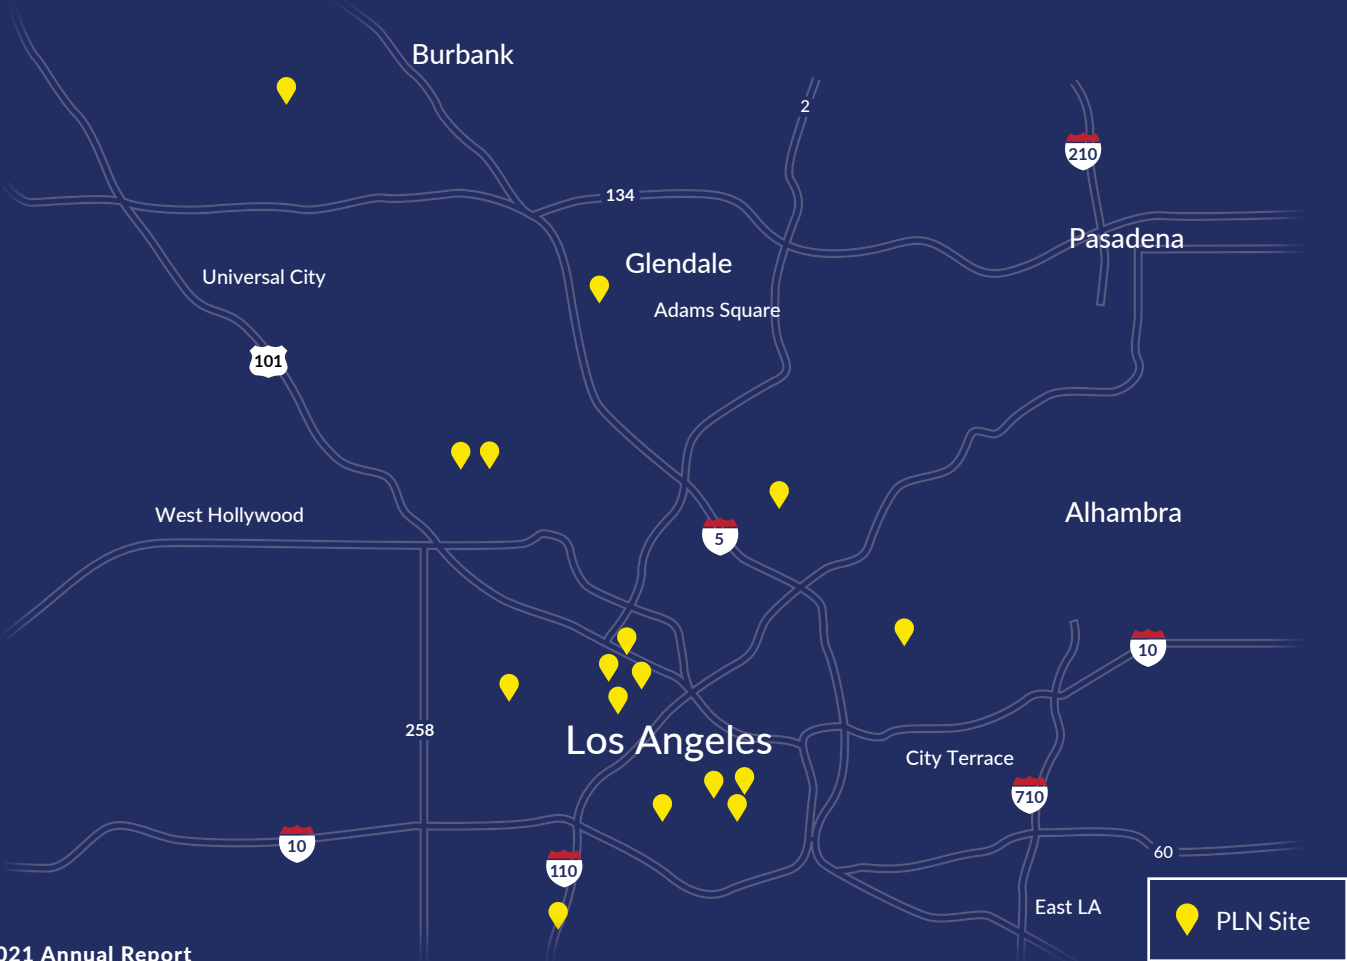 Burbank
2
210
134
Pasadena
Glendale
Universal City
Adams Square
101
West Hollywood
Alhambra
5
10
258
Los Angeles
City Terrace
710
10
60
110
East LA
PLN Site
021 Annual Report